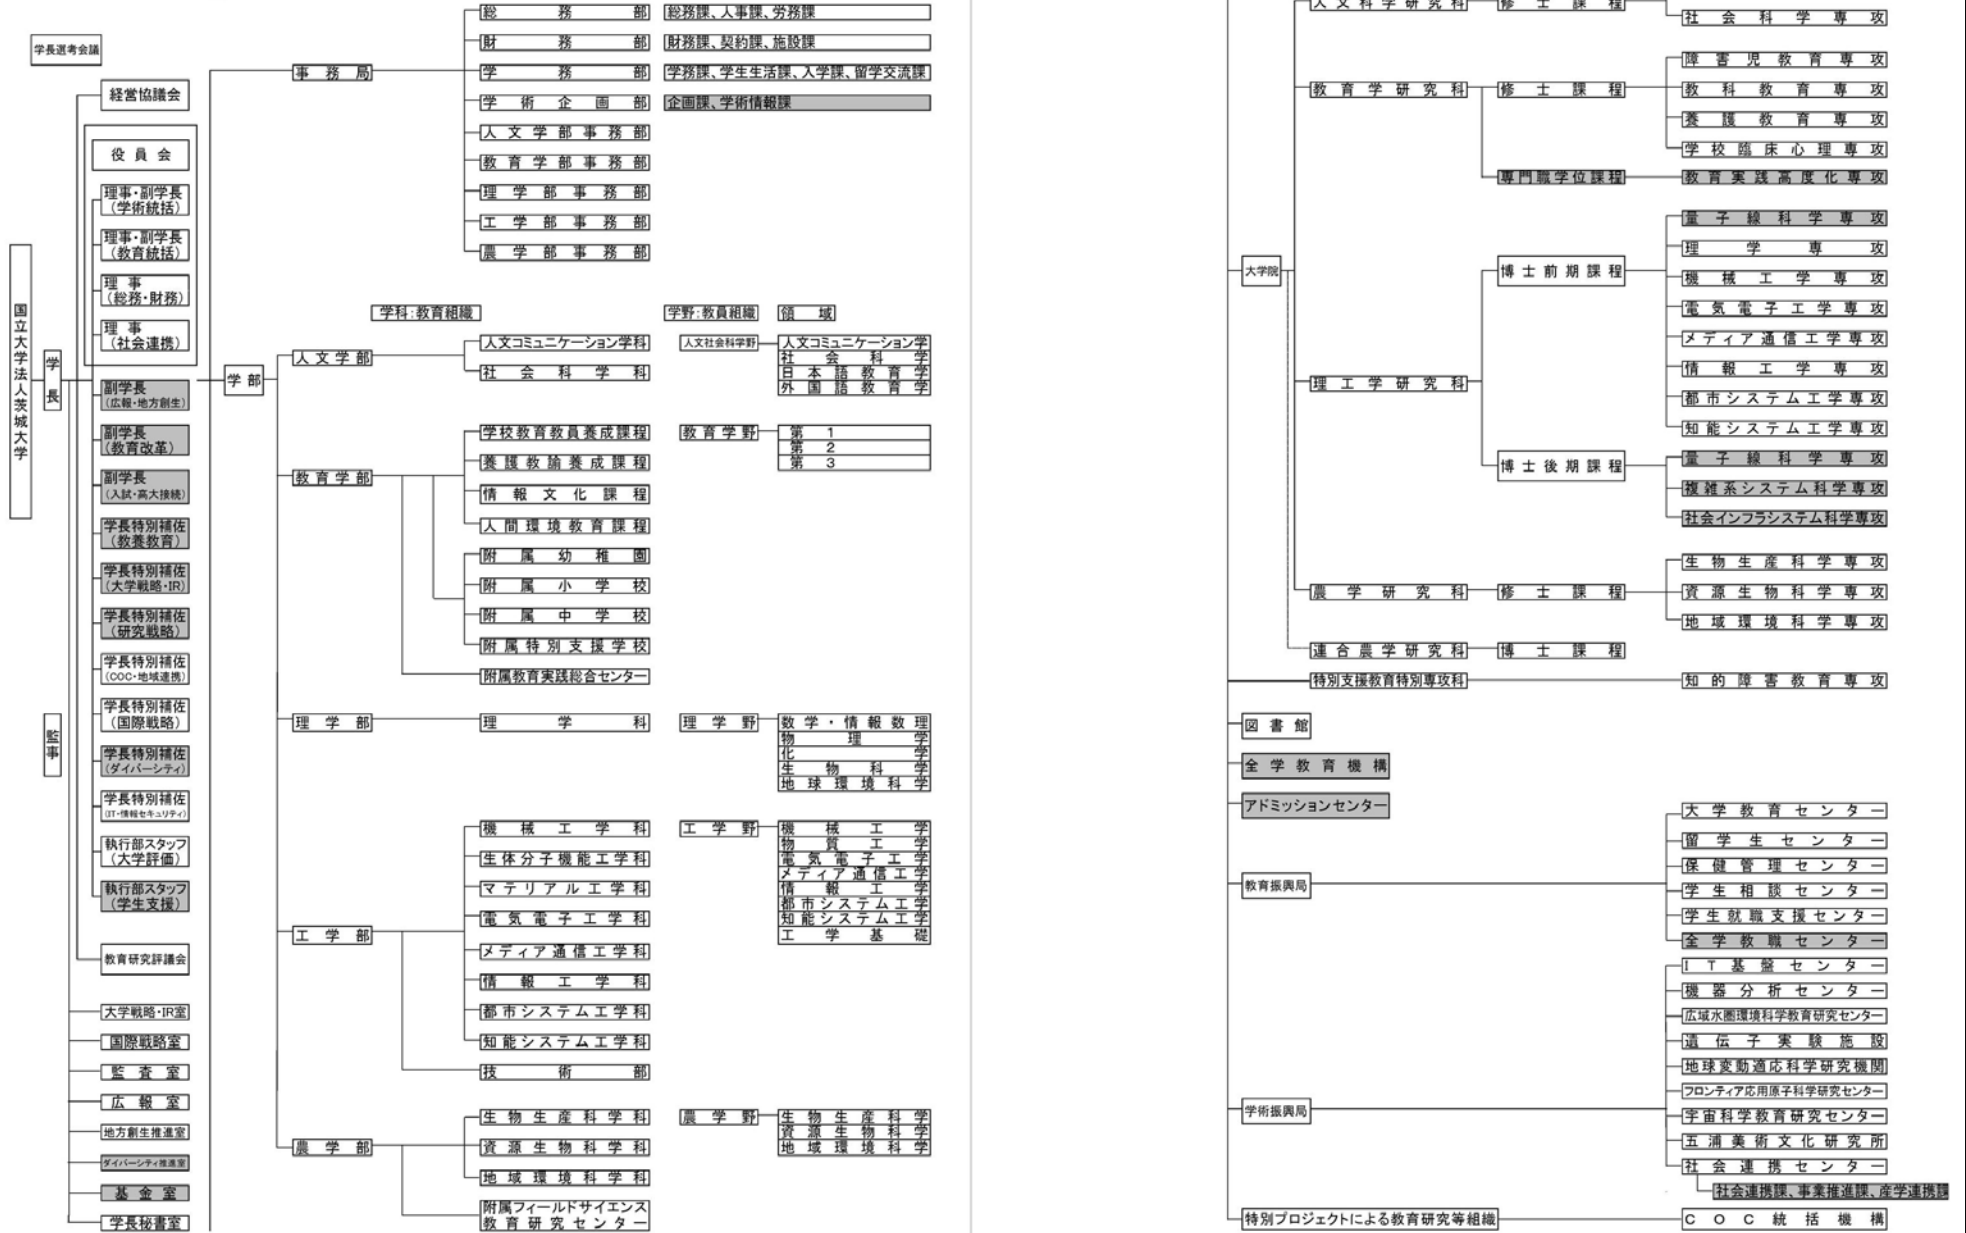 学長選考会議
経営協議会
役員会
理事・副学長
(学術統括)
理事・副学長
(教育統括)
理事
(総務・財務)
理事
(社会連携)
国立大学法人茨城大学
学長
副学長
(広報・地方創生)
副学長
(教育改革)
副学長
(入試・高大接続)
学長特別補佐
(教養教育)
学長特別補佐
(大学戦略・IR)
学長特別補佐
(研究戦略)
学長特別補佐
(COC・地域連携)
学長特別補佐
(国際戦略)
監事
学長特別補佐
(ダイバーシティ)
学長特別補佐
(IT・情報セキュリティ)
執行部スタッフ
(大学評価)
執行部スタッフ
(学生支援)
教育研究評議会
大学戦略・IR室
国際戦略室
監査室
広報室
地方創生推進室
ダイバーシティ推進室
基金室
学長秘書室
事務局
総務部
総務課、人事課、労務課
財務部
財務課、契約課、施設課
学務部
学務課、学生生活課、入学課、留学交流課
学術企画部
企画課、学術情報課
人文学部事務部
教育学部事務部
理学部事務部
工学部事務部
農学部事務部
学科:教育組織
学野:教員組織
領域
学部
人文学部
人文コミュニケーション学科
社会科学科
人文社会科学野
人文コミュニケーション学
社会科学
日本語教育学
外国語教育学
教育学部
学校教育教員養成課程
養護教諭養成課程
情報文化課程
人間環境教育課程
附属幼稚園
附属小学校
附属中学校
附属特別支援学校
附属教育実践総合センター
教育学野
第1
第2
第3
理学部
理学科
理学野
数学・情報数理
物理学
化学
生物科学
地球環境科学
工学部
機械工学科
生体分子機能工学科
マテリアル工学科
電気電子工学科
メディア通信工学科
情報工学科
都市システム工学科
知能システム工学科
技術部
工学野
機械工学
物質工学
電気電子工学
メディア通信工学
情報工学
都市システム工学
知能システム工学
工学基礎
農学部
生物生産科学科
資源生物科学科
地域環境科学科
附属フィールドサイエンス
教育研究センター
農学野
生物生産科学
資源生物科学
地域環境科学
大学院
人文科学研究科
修士課程
社会科学専攻
教育学研究科
修士課程
障害児教育専攻
教科教育専攻
養護教育専攻
学校臨床心理専攻
専門職学位課程
教育実践高度化専攻
理工学研究科
博士前期課程
量子線科学専攻
理学専攻
機械工学専攻
電気電子工学専攻
メディア通信工学専攻
情報工学専攻
都市システム工学専攻
知能システム工学専攻
博士後期課程
量子線科学専攻
複雑系システム科学専攻
社会インフラシステム科学専攻
農学研究科
修士課程
生物生産科学専攻
資源生物科学専攻
地域環境科学専攻
連合農学研究科
博士課程
特別支援教育特別専攻科
知的障害教育専攻
図書館
全学教育機構
アドミッションセンター
教育振興局
大学教育センター
留学生センター
保健管理センター
学生相談センター
学生就職支援センター
全学教職センター
学術振興局
IT基盤センター
機器分析センター
広域水圏環境科学教育研究センター
遺伝子実験施設
地球変動適応科学研究機関
フロンティア応用原子科学研究センター
宇宙科学教育研究センター
五浦美術文化研究所
社会連携センター
社会連携課、事業推進課、産学連携課
特別プロジェクトによる教育研究等組織
COC統括機構